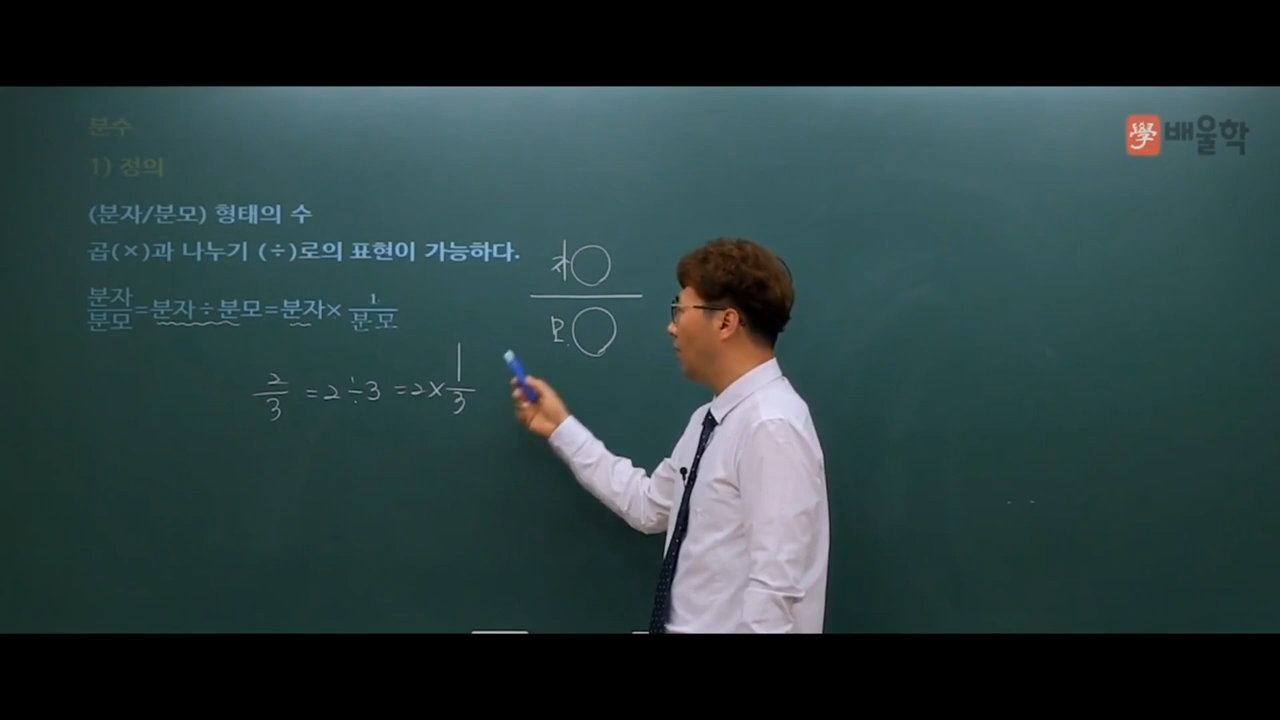 분수
1) 정의
(분자/분모) 형태의 수
곱(×)과 나누기 (÷)로의 표현이 가능하다.
분자/분모=분자÷분모=분자×1/분모
2/3=2÷3=2×1/3
자○
모○
學 배울학